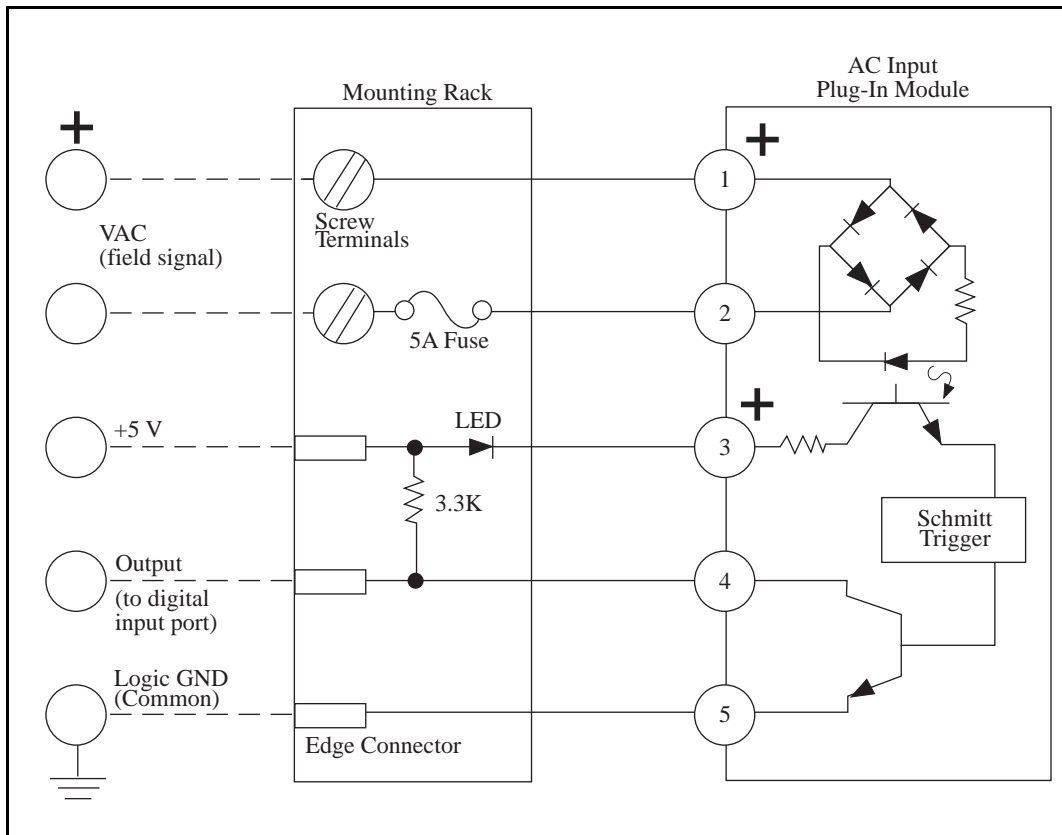 AC Input
Plug-In Module
Mounting Rack
+
+
1
Screw
Terminals
VAC
(field signal)
2
5A Fuse
+
+5 V
LED
3
3.3K
Schmitt
Trigger
Output
(to digital
input port)
4
Logic GND
(Common)
5
Edge Connector